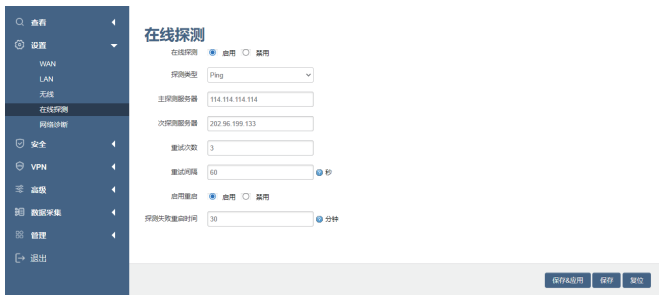 查看
设置
WAN
LAN
无线
在线探测
网络诊断
安全
VPN
高级
数据采集
管理
退出
在线探测
在线探测 启用 禁用
探测类型 Ping
主探测服务器 114.114.114.114
次探测服务器 202.96.199.133
重试次数 3
重试间隔 60 秒
启用重启 启用 禁用
探测失败重启时间 30 分钟
保存&应用 保存 复位